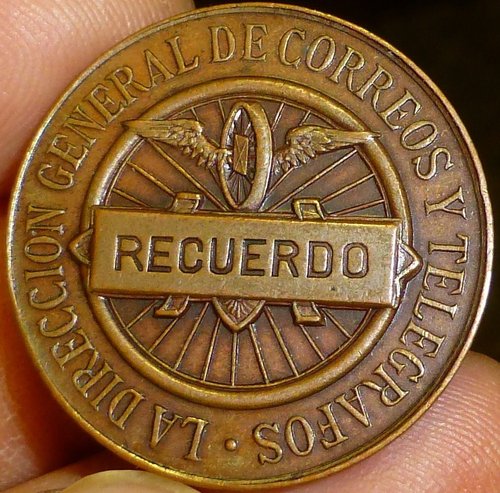 LA DIRECCION GENERAL DE CORREOS Y TELEGRAFOS ·
RECUERDO